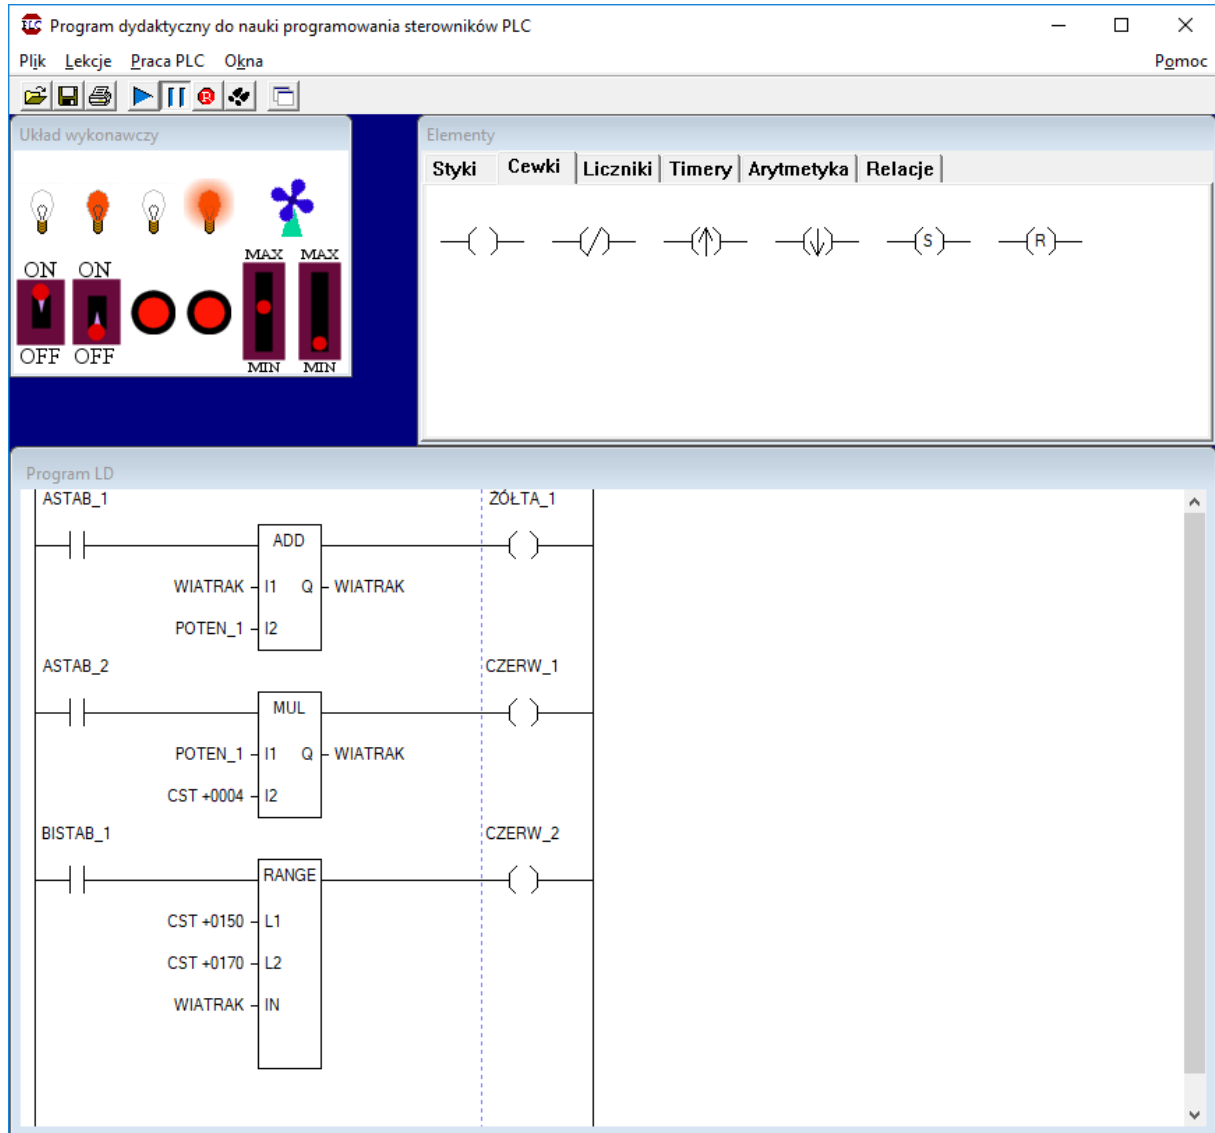 Program dydaktyczny do nauki programowania sterowników PLC
Plik Lekcje Praca PLC Okna Pomoc
Układ wykonawczy
MAX MAX
ON ON
OFF OFF
MIN MIN
Elementy
Styki Cewki Liczniki Timery Arytmetyka Relacje
S R
Program LD
ASTAB_1 ŻÓŁTA_1
ADD
WIATRAK I1 Q WIATRAK
POTEN_1 I2
ASTAB_2 CZERW_1
MUL
POTEN_1 I1 Q WIATRAK
CST +0004 I2
BISTAB_1 CZERW_2
RANGE
CST +0150 L1
CST +0170 L2
WIATRAK IN